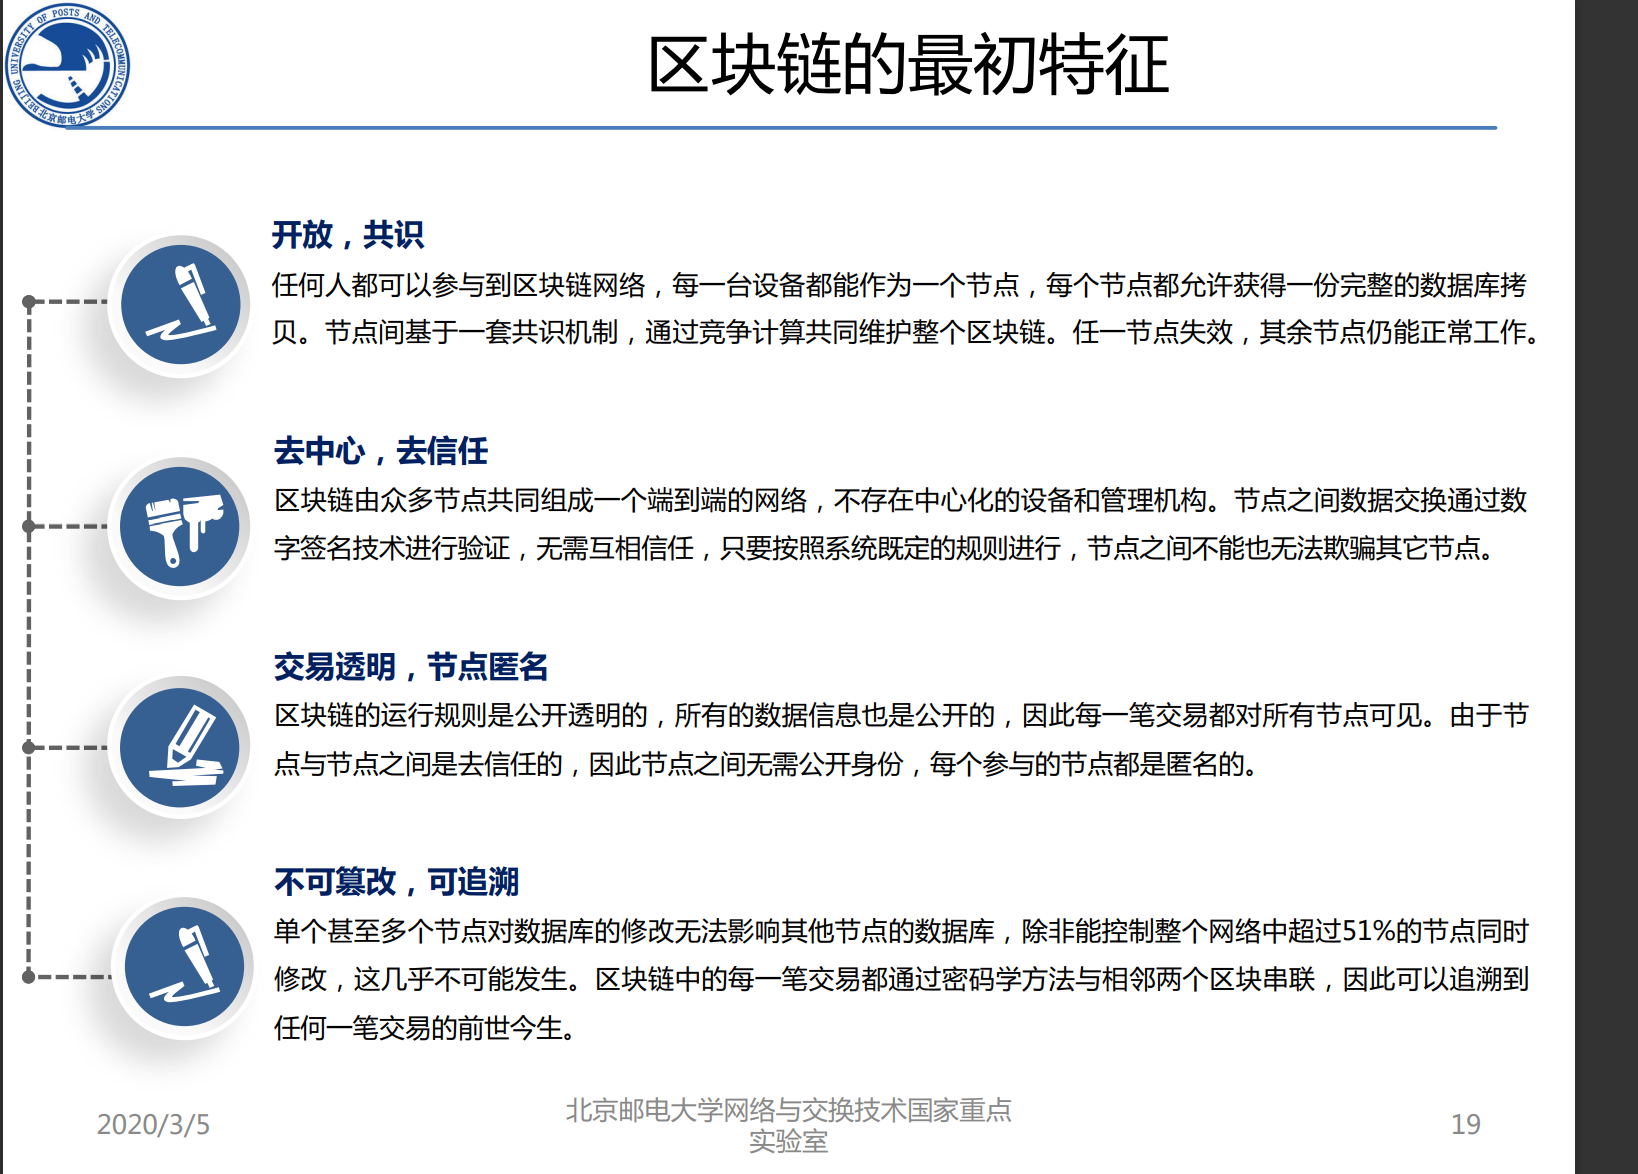 BEIJING UNIVERSITY OF POSTS AND TELECOMMUNICATIONS
北京邮电大学
区块链的最初特征
开放，共识
任何人都可以参与到区块链网络，每一台设备都能作为一个节点，每个节点都允许获得一份完整的数据库拷
贝。节点间基于一套共识机制，通过竞争计算共同维护整个区块链。任一节点失效，其余节点仍能正常工作。
去中心，去信任
区块链由众多节点共同组成一个端到端的网络，不存在中心化的设备和管理机构。节点之间数据交换通过数
字签名技术进行验证，无需互相信任，只要按照系统既定的规则进行，节点之间不能也无法欺骗其它节点。
交易透明，节点匿名
区块链的运行规则是公开透明的，所有的数据信息也是公开的，因此每一笔交易都对所有节点可见。由于节
点与节点之间是去信任的，因此节点之间无需公开身份，每个参与的节点都是匿名的。
不可篡改，可追溯
单个甚至多个节点对数据库的修改无法影响其他节点的数据库，除非能控制整个网络中超过51%的节点同时
修改，这几乎不可能发生。区块链中的每一笔交易都通过密码学方法与相邻两个区块串联，因此可以追溯到
任何一笔交易的前世今生。
2020/3/5
北京邮电大学网络与交换技术国家重点
实验室
19